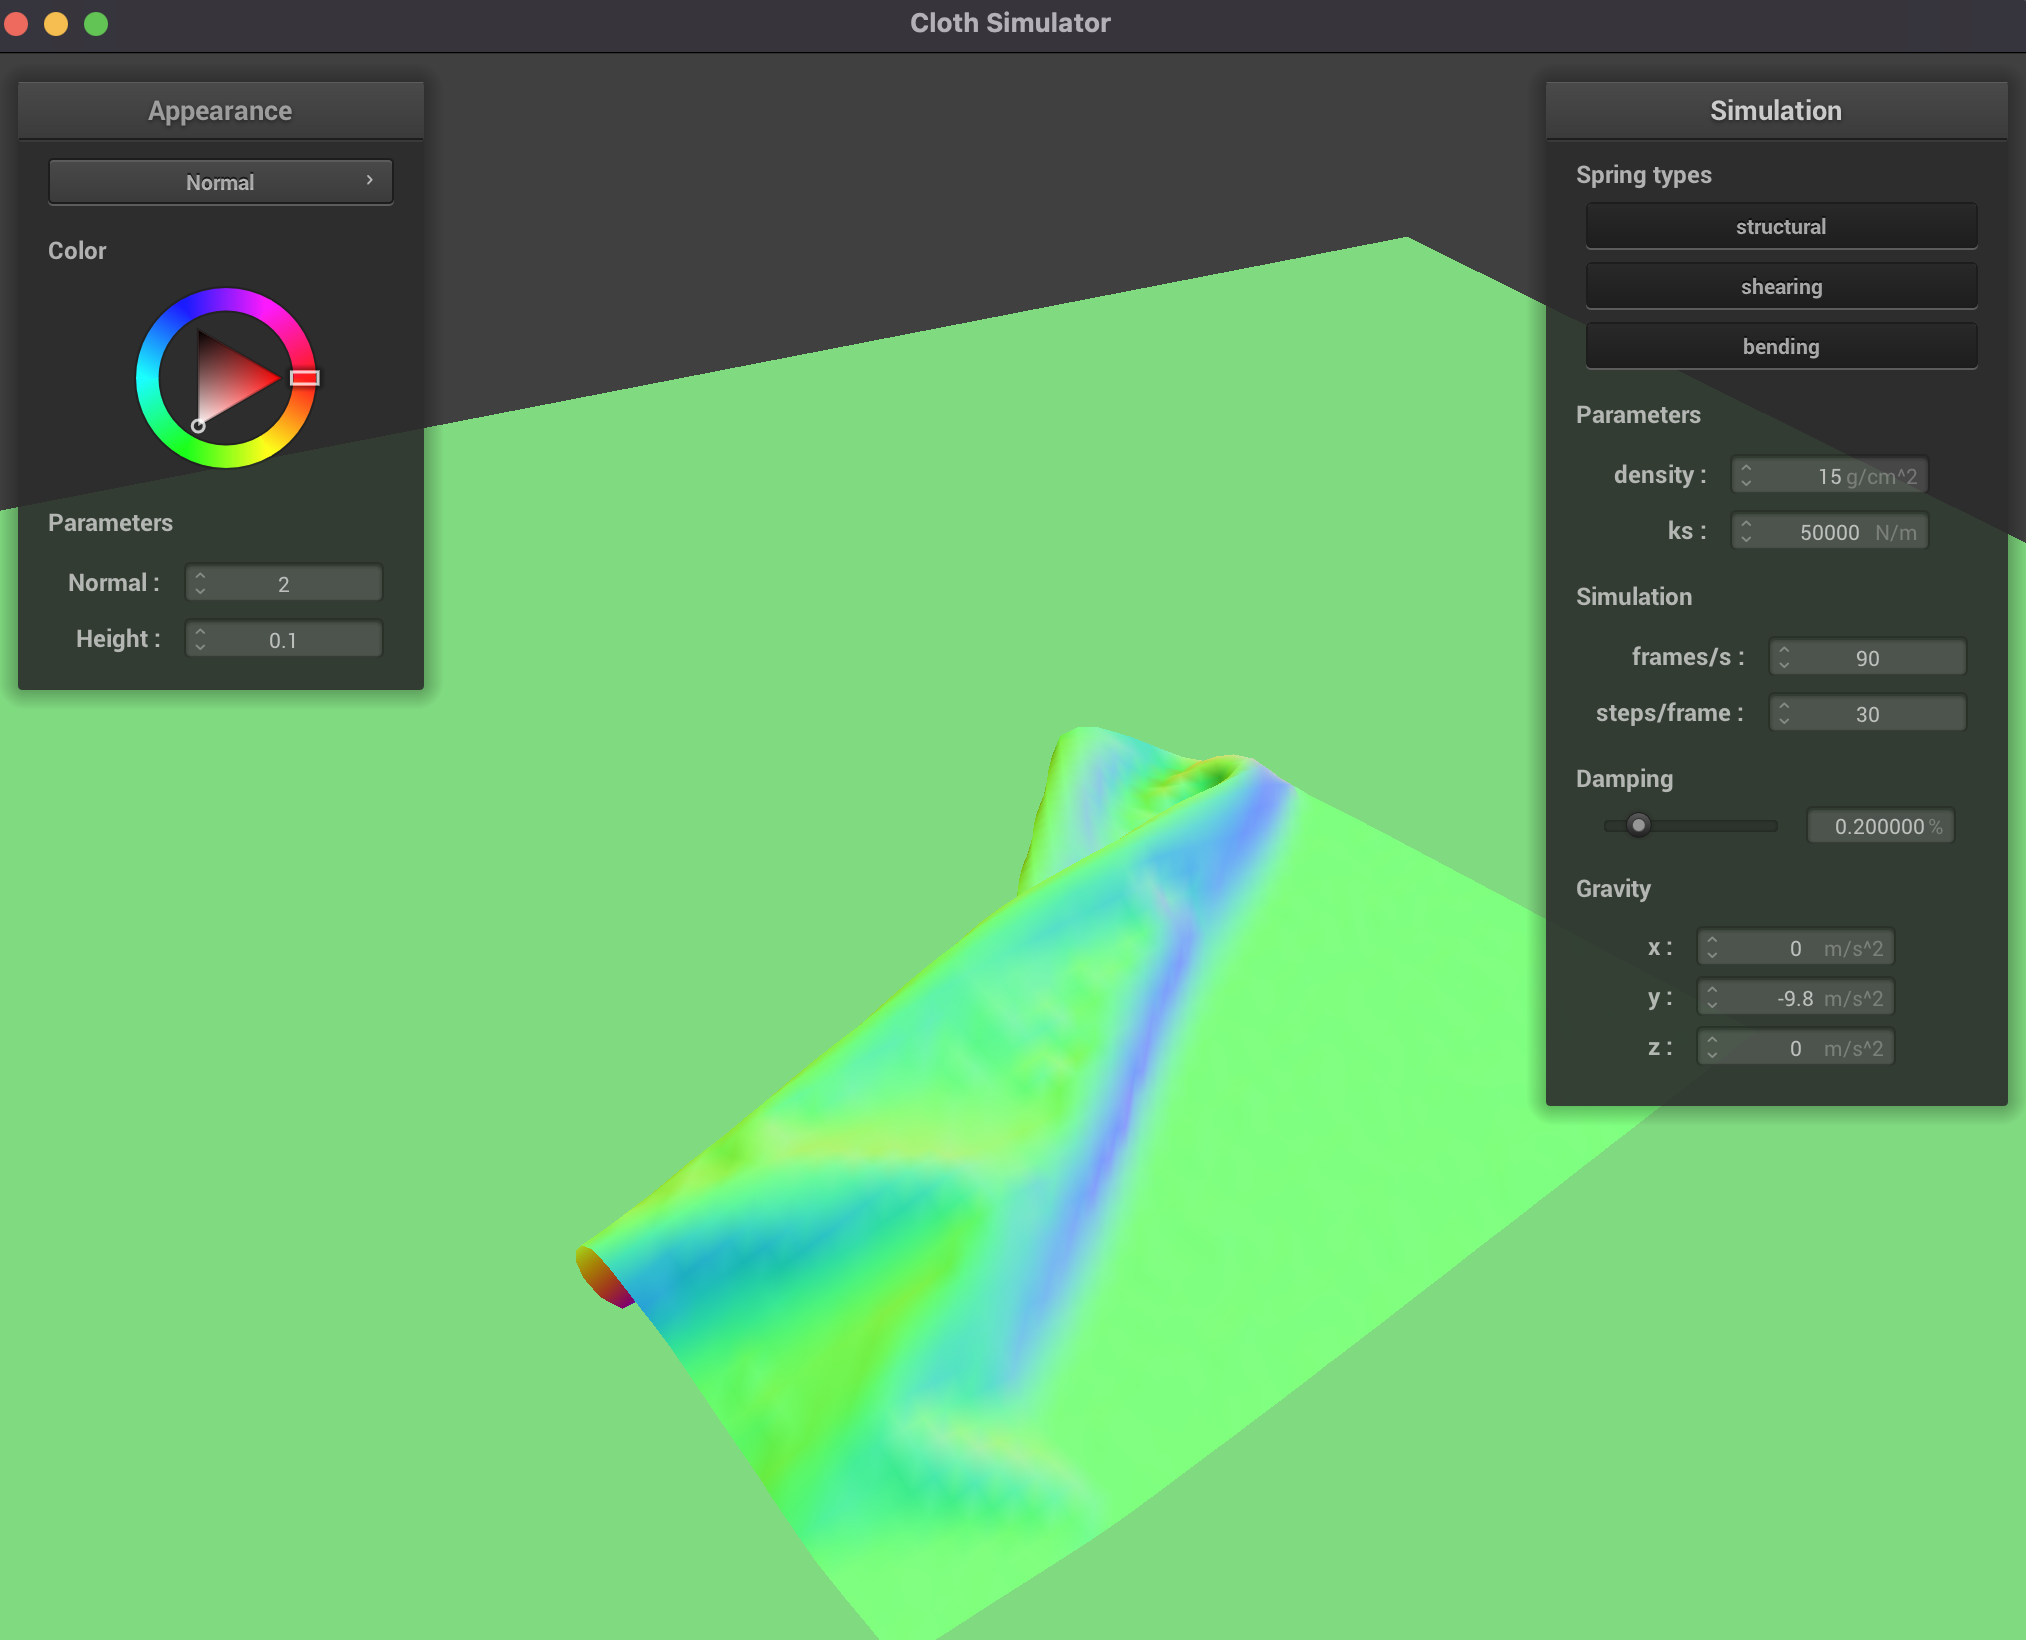 Cloth Simulator
Appearance
Normal
Color
Parameters
Normal : 2
Height : 0.1
Simulation
Spring types
structural
shearing
bending
Parameters
density : 15 g/cm^2
ks : 50000 N/m
Simulation
frames/s : 90
steps/frame : 30
Damping
0.200000 %
Gravity
x : 0 m/s^2
y : -9.8 m/s^2
z : 0 m/s^2